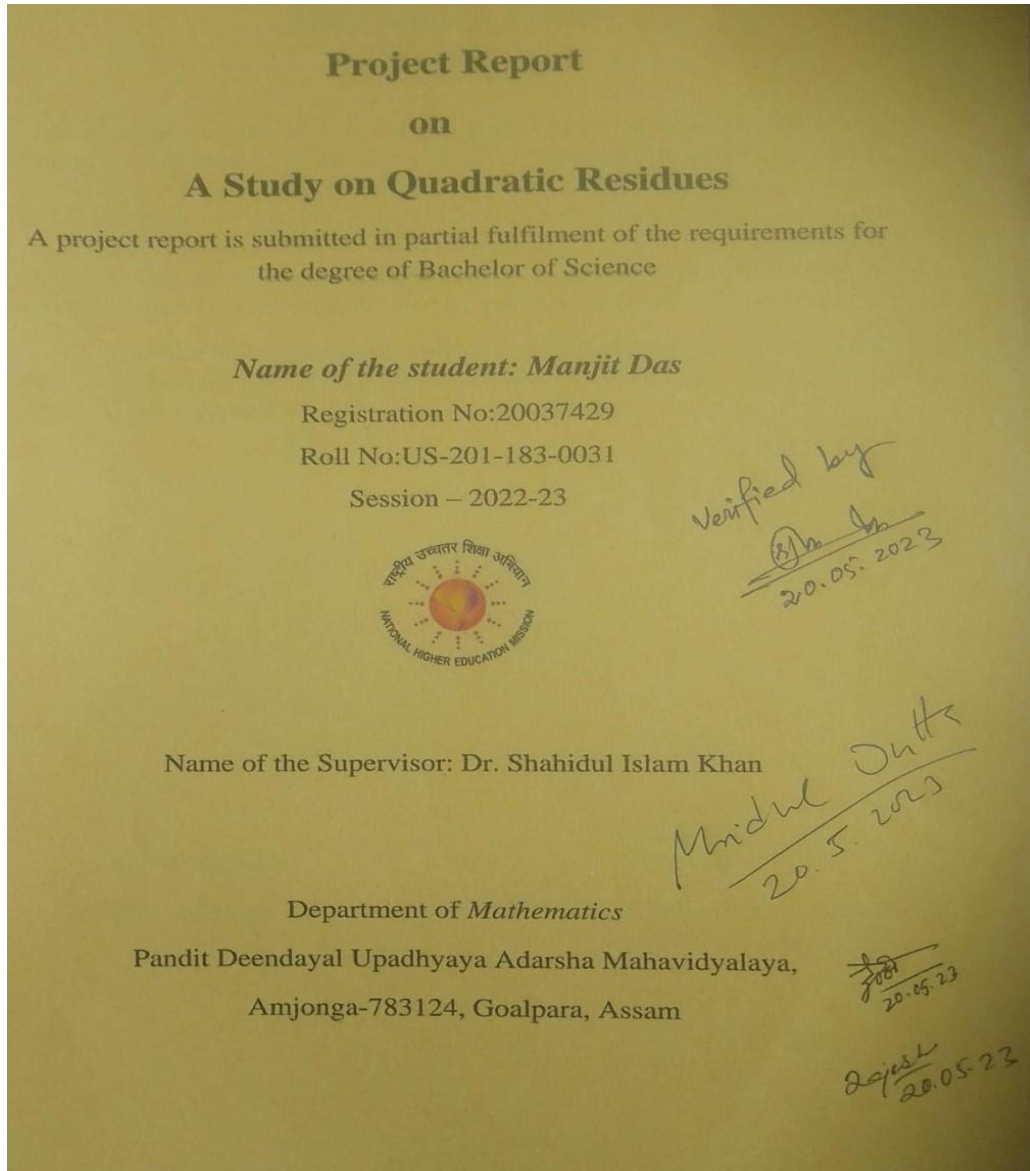 Project Report
on
A Study on Quadratic Residues
A project report is submitted in partial fulfilment of the requirements for
the degree of Bachelor of Science
Name of the student: Manjit Das
Registration No:20037429
Roll No:US-201-183-0031
Session – 2022-23
Verified by
20.05.2023
राष्ट्रीय उच्चतर शिक्षा अभियान
NATIONAL HIGHER EDUCATION MISSION
Name of the Supervisor: Dr. Shahidul Islam Khan
Mridul Dutta
20.5.2023
Department of Mathematics
Pandit Deendayal Upadhyaya Adarsha Mahavidyalaya,
Amjonga-783124, Goalpara, Assam
20.05.23
Rajesh
20.05.23